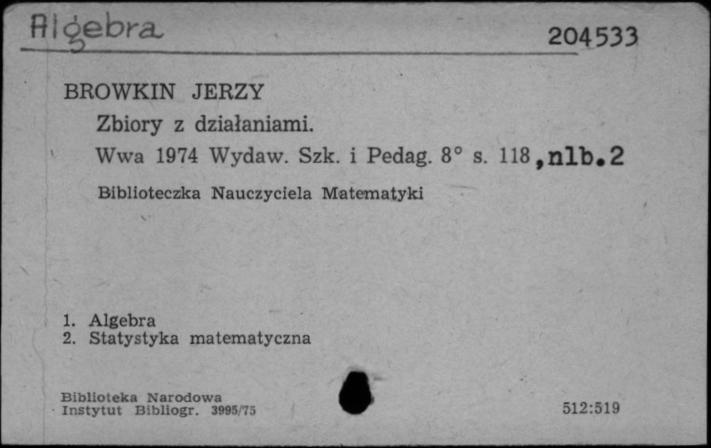 Algebra
204533
BROWKIN JERZY
Zbiory z działaniami.
Wwa 1974 Wydaw. Szk. i Pedag. 8° s. 118, nlb. 2
Biblioteczka Nauczyciela Matematyki
1. Algebra
2. Statystyka matematyczna
Biblioteka Narodowa
Instytut Bibliogr. 3995/75
512:519